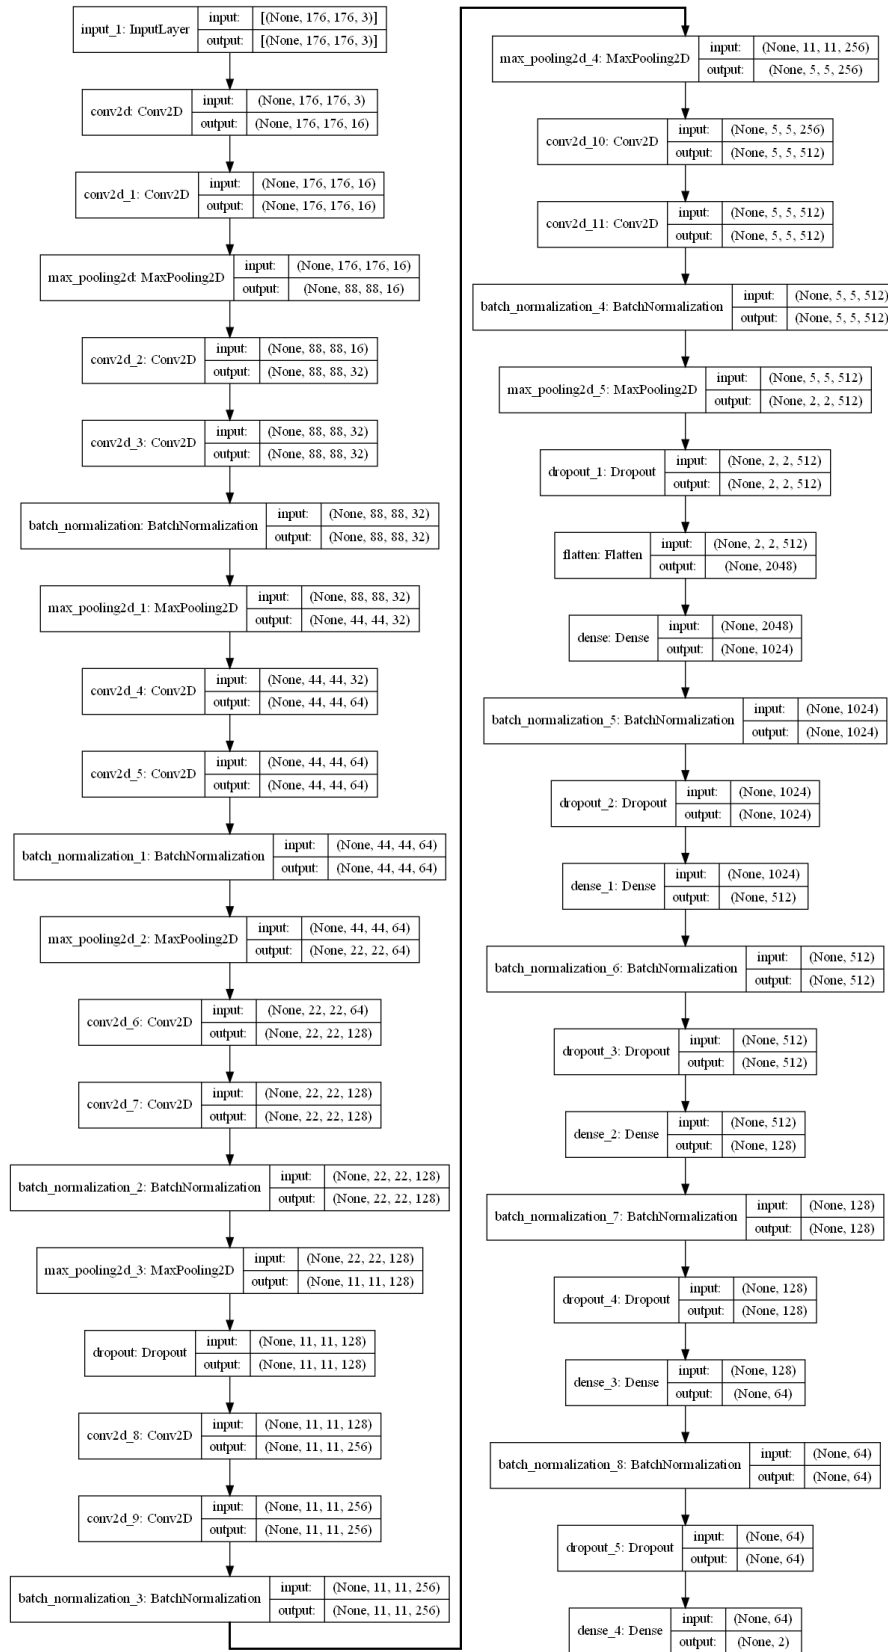 input_1: InputLayer
input: [(None, 176, 176, 3)]
output: [(None, 176, 176, 3)]
conv2d: Conv2D
input: (None, 176, 176, 3)
output: (None, 176, 176, 16)
conv2d_1: Conv2D
input: (None, 176, 176, 16)
output: (None, 176, 176, 16)
max_pooling2d: MaxPooling2D
input: (None, 176, 176, 16)
output: (None, 88, 88, 16)
conv2d_2: Conv2D
input: (None, 88, 88, 16)
output: (None, 88, 88, 32)
conv2d_3: Conv2D
input: (None, 88, 88, 32)
output: (None, 88, 88, 32)
batch_normalization: BatchNormalization
input: (None, 88, 88, 32)
output: (None, 88, 88, 32)
max_pooling2d_1: MaxPooling2D
input: (None, 88, 88, 32)
output: (None, 44, 44, 32)
conv2d_4: Conv2D
input: (None, 44, 44, 32)
output: (None, 44, 44, 64)
conv2d_5: Conv2D
input: (None, 44, 44, 64)
output: (None, 44, 44, 64)
batch_normalization_1: BatchNormalization
input: (None, 44, 44, 64)
output: (None, 44, 44, 64)
max_pooling2d_2: MaxPooling2D
input: (None, 44, 44, 64)
output: (None, 22, 22, 64)
conv2d_6: Conv2D
input: (None, 22, 22, 64)
output: (None, 22, 22, 128)
conv2d_7: Conv2D
input: (None, 22, 22, 128)
output: (None, 22, 22, 128)
batch_normalization_2: BatchNormalization
input: (None, 22, 22, 128)
output: (None, 22, 22, 128)
max_pooling2d_3: MaxPooling2D
input: (None, 22, 22, 128)
output: (None, 11, 11, 128)
dropout: Dropout
input: (None, 11, 11, 128)
output: (None, 11, 11, 128)
conv2d_8: Conv2D
input: (None, 11, 11, 128)
output: (None, 11, 11, 256)
conv2d_9: Conv2D
input: (None, 11, 11, 256)
output: (None, 11, 11, 256)
batch_normalization_3: BatchNormalization
input: (None, 11, 11, 256)
output: (None, 11, 11, 256)
max_pooling2d_4: MaxPooling2D
input: (None, 11, 11, 256)
output: (None, 5, 5, 256)
conv2d_10: Conv2D
input: (None, 5, 5, 256)
output: (None, 5, 5, 512)
conv2d_11: Conv2D
input: (None, 5, 5, 512)
output: (None, 5, 5, 512)
batch_normalization_4: BatchNormalization
input: (None, 5, 5, 512)
output: (None, 5, 5, 512)
max_pooling2d_5: MaxPooling2D
input: (None, 5, 5, 512)
output: (None, 2, 2, 512)
dropout_1: Dropout
input: (None, 2, 2, 512)
output: (None, 2, 2, 512)
flatten: Flatten
input: (None, 2, 2, 512)
output: (None, 2048)
dense: Dense
input: (None, 2048)
output: (None, 1024)
batch_normalization_5: BatchNormalization
input: (None, 1024)
output: (None, 1024)
dropout_2: Dropout
input: (None, 1024)
output: (None, 1024)
dense_1: Dense
input: (None, 1024)
output: (None, 512)
batch_normalization_6: BatchNormalization
input: (None, 512)
output: (None, 512)
dropout_3: Dropout
input: (None, 512)
output: (None, 512)
dense_2: Dense
input: (None, 512)
output: (None, 128)
batch_normalization_7: BatchNormalization
input: (None, 128)
output: (None, 128)
dropout_4: Dropout
input: (None, 128)
output: (None, 128)
dense_3: Dense
input: (None, 128)
output: (None, 64)
batch_normalization_8: BatchNormalization
input: (None, 64)
output: (None, 64)
dropout_5: Dropout
input: (None, 64)
output: (None, 64)
dense_4: Dense
input: (None, 64)
output: (None, 2)